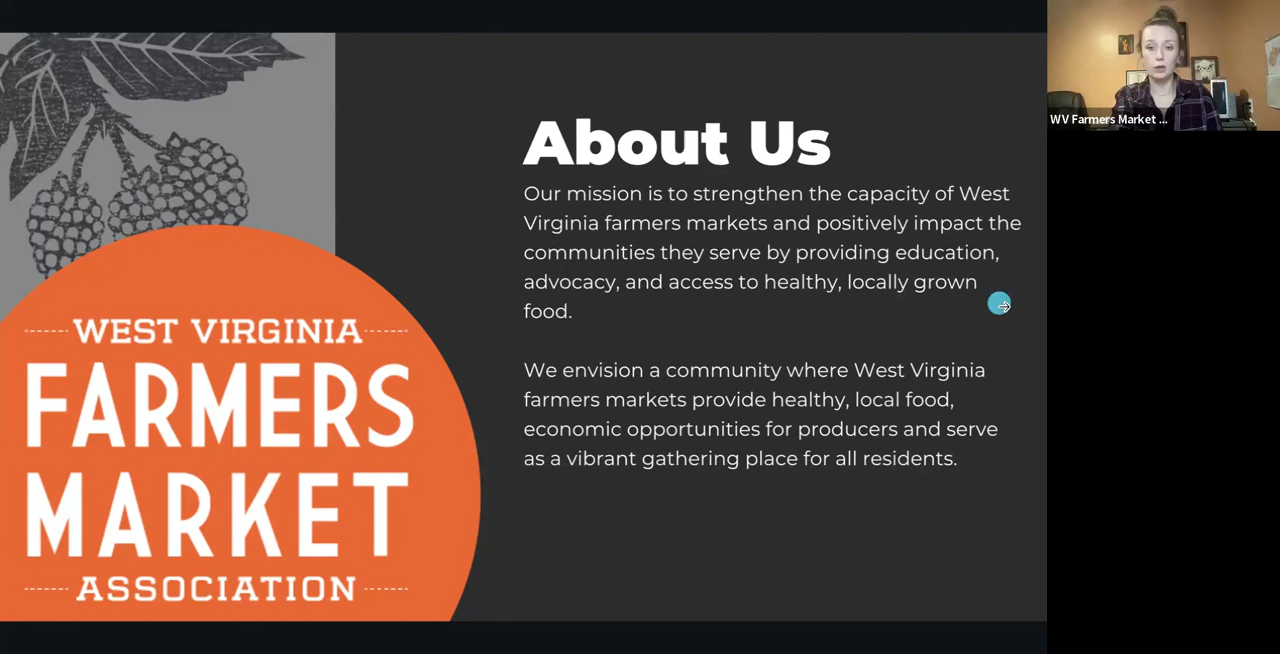 WEST VIRGINIA
FARMERS
MARKET
ASSOCIATION
About Us
Our mission is to strengthen the capacity of West
Virginia farmers markets and positively impact the
communities they serve by providing education,
advocacy, and access to healthy, locally grown
food.
We envision a community where West Virginia
farmers markets provide healthy, local food,
economic opportunities for producers and serve
as a vibrant gathering place for all residents.
WV Farmers Market ...